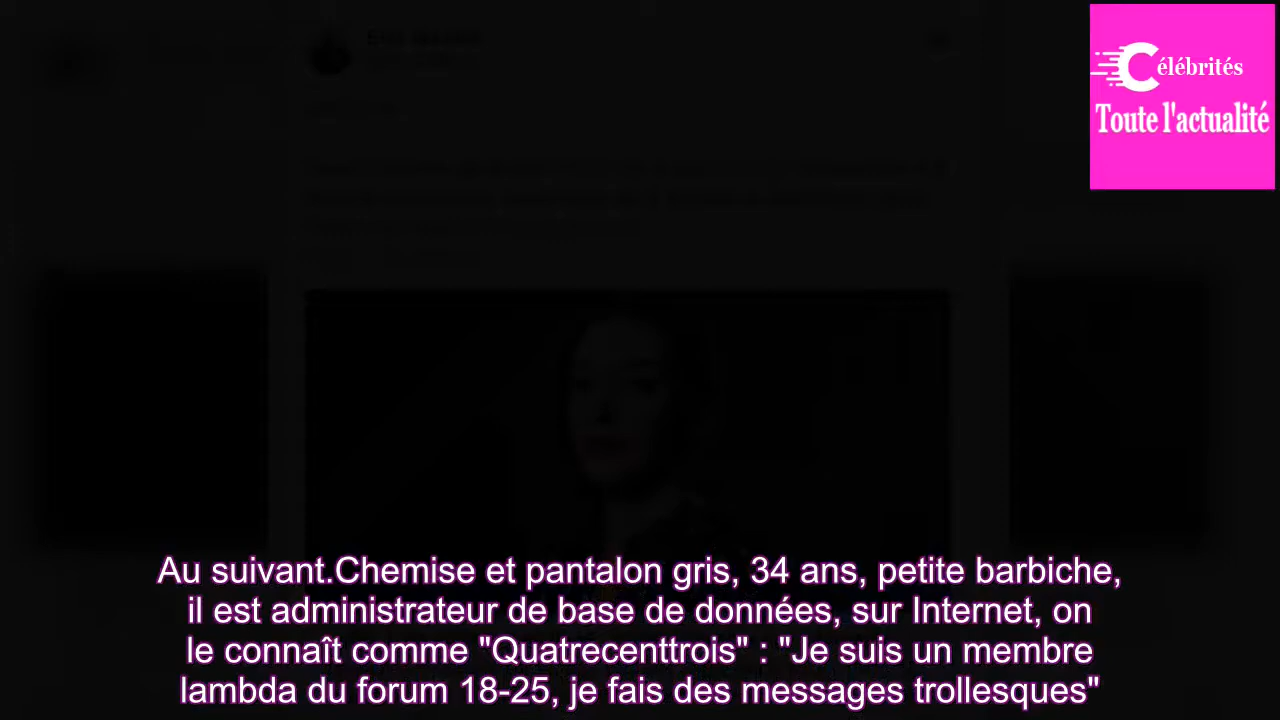 Célébrités
Toute l'actualité
Au suivant.Chemise et pantalon gris, 34 ans, petite barbiche,
il est administrateur de base de données, sur Internet, on
le connaît comme "Quatrecenttrois" : "Je suis un membre
lambda du forum 18-25, je fais des messages trollesques"